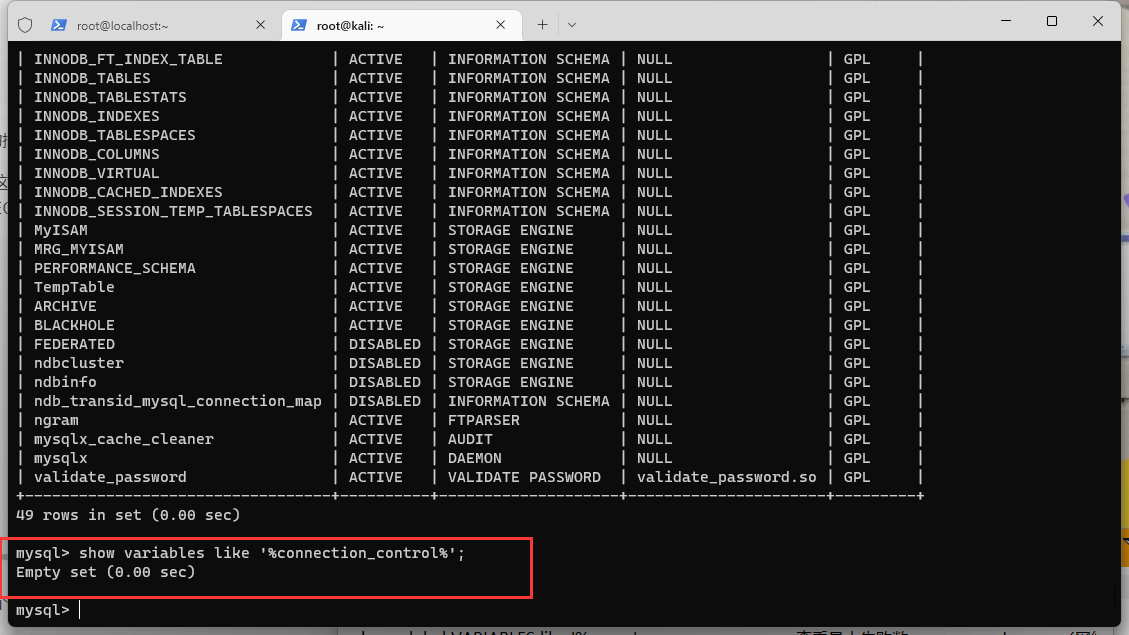 root@localhost:~
root@kali: ~
| INNODB_FT_INDEX_TABLE | ACTIVE | INFORMATION SCHEMA | NULL | GPL |
| INNODB_TABLES | ACTIVE | INFORMATION SCHEMA | NULL | GPL |
| INNODB_TABLESTATS | ACTIVE | INFORMATION SCHEMA | NULL | GPL |
| INNODB_INDEXES | ACTIVE | INFORMATION SCHEMA | NULL | GPL |
| INNODB_TABLESPACES | ACTIVE | INFORMATION SCHEMA | NULL | GPL |
| INNODB_COLUMNS | ACTIVE | INFORMATION SCHEMA | NULL | GPL |
| INNODB_VIRTUAL | ACTIVE | INFORMATION SCHEMA | NULL | GPL |
| INNODB_CACHED_INDEXES | ACTIVE | INFORMATION SCHEMA | NULL | GPL |
| INNODB_SESSION_TEMP_TABLESPACES | ACTIVE | INFORMATION SCHEMA | NULL | GPL |
| MyISAM | ACTIVE | STORAGE ENGINE | NULL | GPL |
| MRG_MYISAM | ACTIVE | STORAGE ENGINE | NULL | GPL |
| PERFORMANCE_SCHEMA | ACTIVE | STORAGE ENGINE | NULL | GPL |
| TempTable | ACTIVE | STORAGE ENGINE | NULL | GPL |
| ARCHIVE | ACTIVE | STORAGE ENGINE | NULL | GPL |
| BLACKHOLE | ACTIVE | STORAGE ENGINE | NULL | GPL |
| FEDERATED | DISABLED | STORAGE ENGINE | NULL | GPL |
| ndbcluster | DISABLED | STORAGE ENGINE | NULL | GPL |
| ndbinfo | DISABLED | STORAGE ENGINE | NULL | GPL |
| ndb_transid_mysql_connection_map | DISABLED | INFORMATION SCHEMA | NULL | GPL |
| ngram | ACTIVE | FTPARSER | NULL | GPL |
| mysqlx_cache_cleaner | ACTIVE | AUDIT | NULL | GPL |
| mysqlx | ACTIVE | DAEMON | NULL | GPL |
| validate_password | ACTIVE | VALIDATE PASSWORD | validate_password.so | GPL |
+----------------------------------+----------+--------------------+----------------------+---------+
49 rows in set (0.00 sec)
mysql> show variables like '%connection_control%';
Empty set (0.00 sec)
mysql>